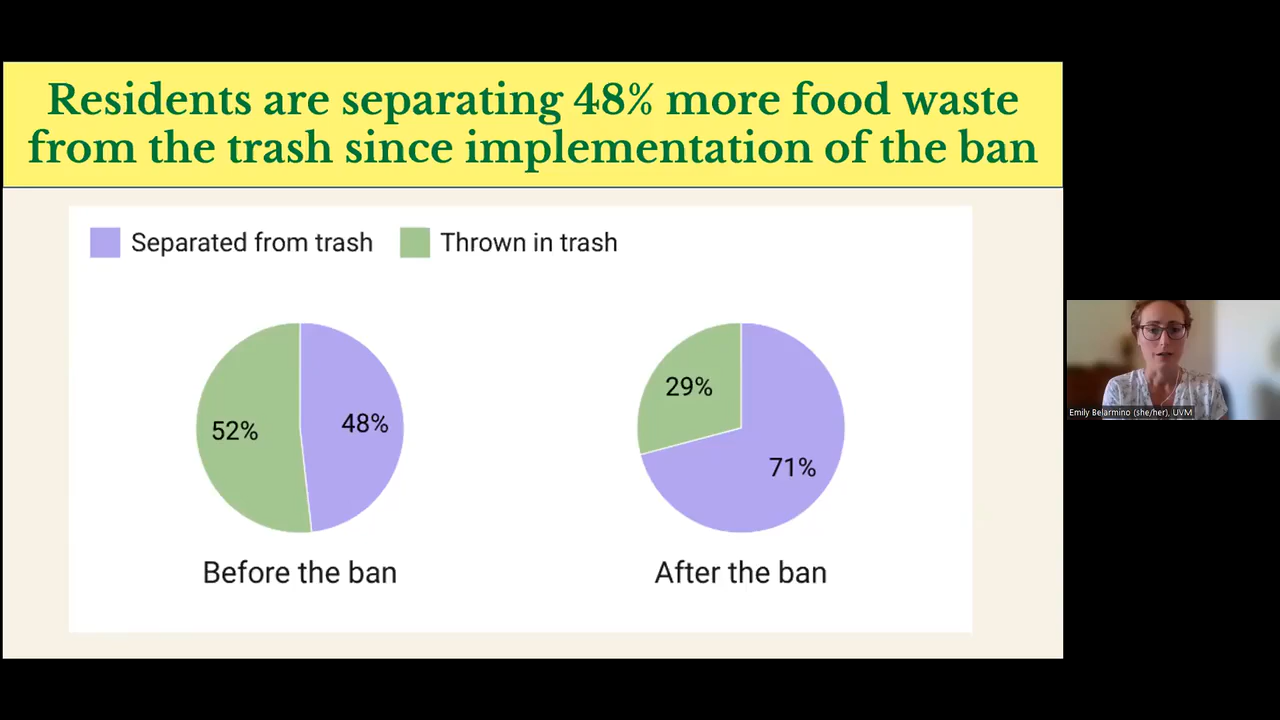 Residents are separating 48% more food waste
from the trash since implementation of the ban
Separated from trash
Thrown in trash
52%
48%
29%
71%
Before the ban
After the ban
Emily Belarmino (she/her), UVM